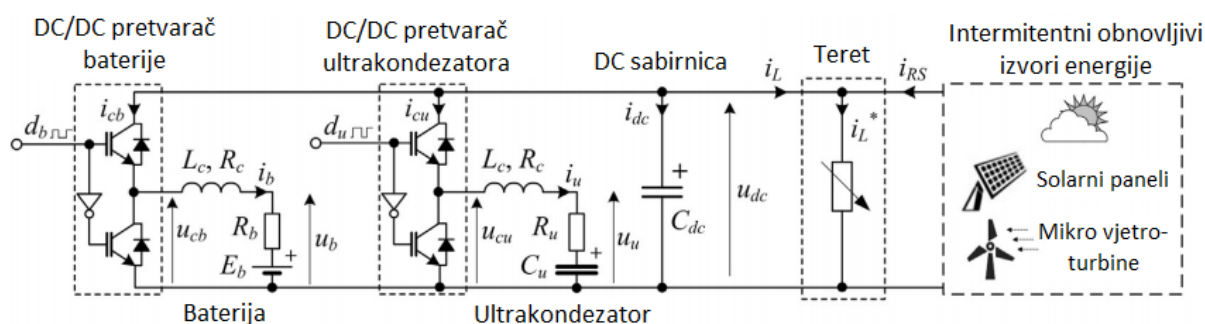 DC/DC pretvarač
baterije
DC/DC pretvarač
ultrakondezatora
DC sabirnica
Teret
Intermitentni obnovljivi
izvori energije
i_cb
i_cu
i_dc
i_L
i_RS
d_b
d_u
L_c, R_c
i_b
L_c, R_c
i_u
i_L*
u_cb
R_b
E_b
+
u_b
u_cu
R_u
C_u
+
u_u
+
C_dc
u_dc
Solarni paneli
Mikro vjetro-
turbine
Baterija
Ultrakondezator